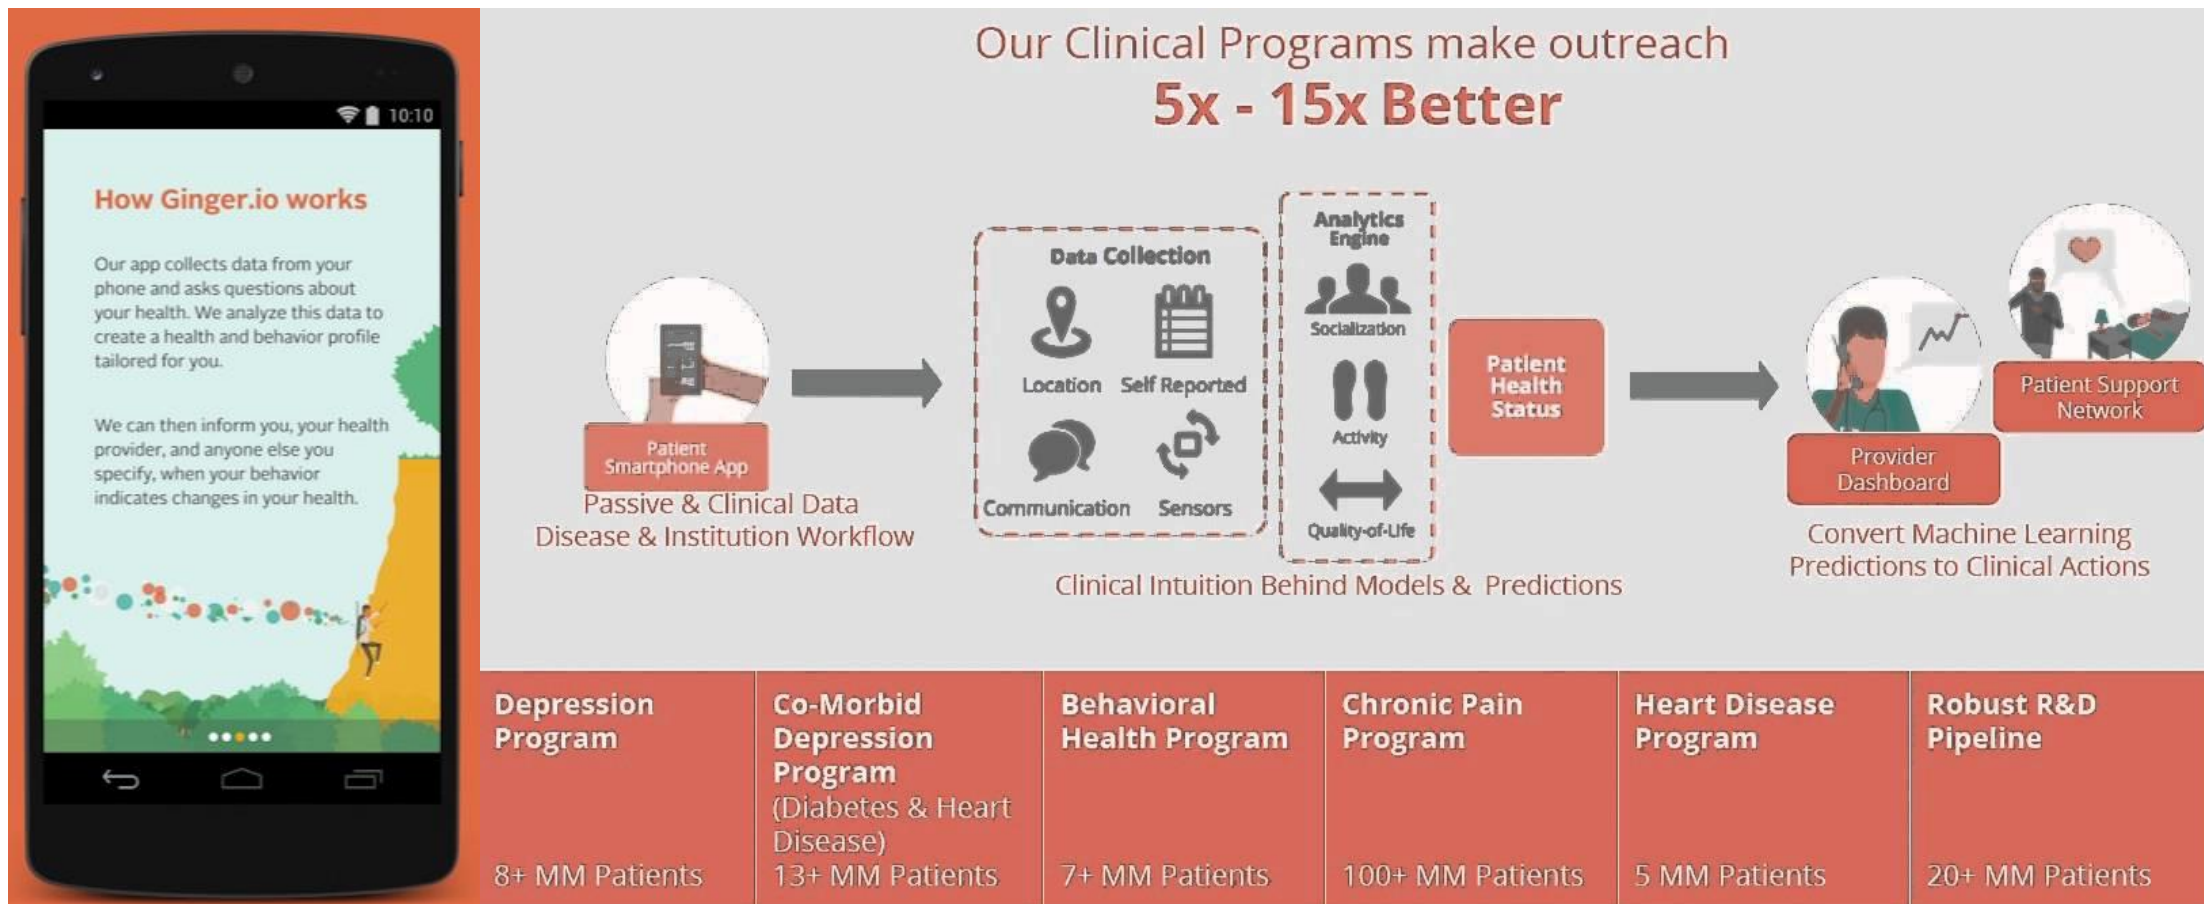 10:10
How Ginger.io works
Our app collects data from your
phone and asks questions about
your health. We analyze this data to
create a health and behavior profile
tailored for you.
We can then inform you, your health
provider, and anyone else you
specify, when your behavior
indicates changes in your health.
Our Clinical Programs make outreach
5x - 15x Better
Patient
Smartphone App
Passive & Clinical Data
Disease & Institution Workflow
Data Collection
Location
Self Reported
Communication
Sensors
Analytics
Engine
Socialization
Activity
Quality-of-Life
Patient
Health
Status
Clinical Intuition Behind Models & Predictions
Provider
Dashboard
Patient Support
Network
Convert Machine Learning
Predictions to Clinical Actions
Depression
Program
8+ MM Patients
Co-Morbid
Depression
Program
(Diabetes & Heart
Disease)
13+ MM Patients
Behavioral
Health Program
7+ MM Patients
Chronic Pain
Program
100+ MM Patients
Heart Disease
Program
5 MM Patients
Robust R&D
Pipeline
20+ MM Patients